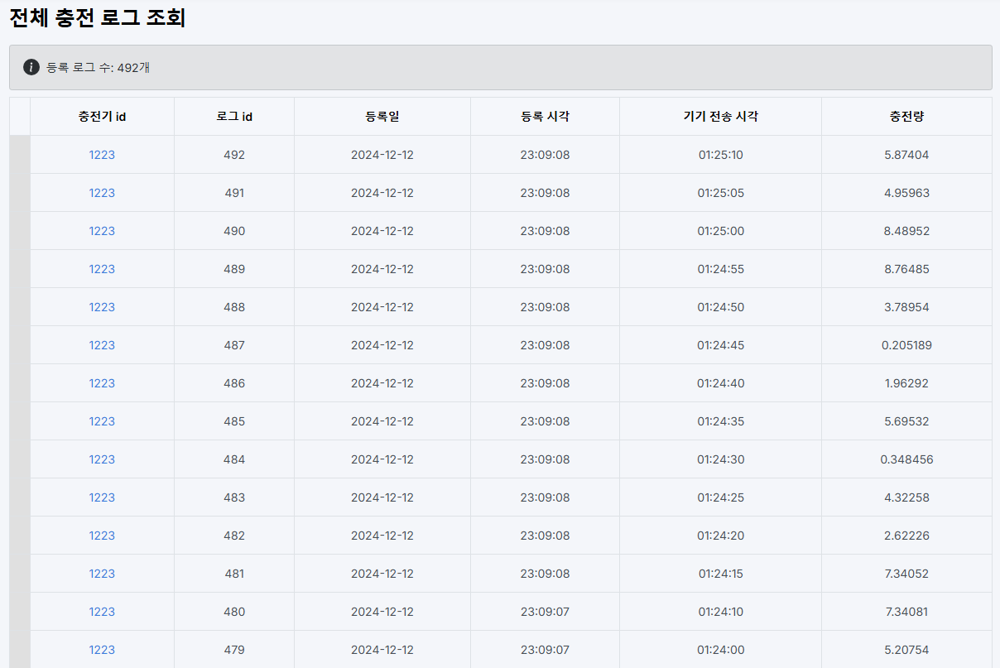 전체 충전 로그 조회
등록 로그 수: 492개
충전기 id 로그 id 등록일 등록 시각 기기 전송 시각 충전량
1223 492 2024-12-12 23:09:08 01:25:10 5.87404
1223 491 2024-12-12 23:09:08 01:25:05 4.95963
1223 490 2024-12-12 23:09:08 01:25:00 8.48952
1223 489 2024-12-12 23:09:08 01:24:55 8.76485
1223 488 2024-12-12 23:09:08 01:24:50 3.78954
1223 487 2024-12-12 23:09:08 01:24:45 0.205189
1223 486 2024-12-12 23:09:08 01:24:40 1.96292
1223 485 2024-12-12 23:09:08 01:24:35 5.69532
1223 484 2024-12-12 23:09:08 01:24:30 0.348456
1223 483 2024-12-12 23:09:08 01:24:25 4.32258
1223 482 2024-12-12 23:09:08 01:24:20 2.62226
1223 481 2024-12-12 23:09:08 01:24:15 7.34052
1223 480 2024-12-12 23:09:07 01:24:10 7.34081
1223 479 2024-12-12 23:09:07 01:24:00 5.20754